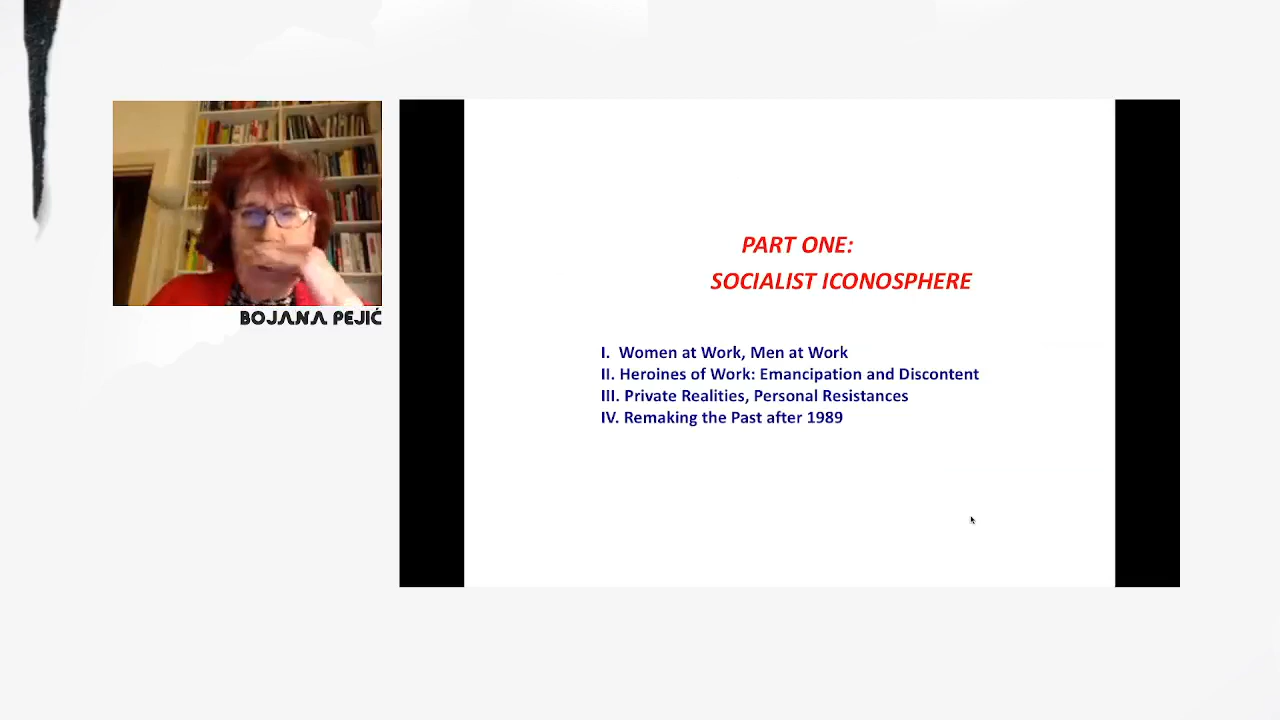 BOJANA PEJIĆ
PART ONE:
SOCIALIST ICONOSPHERE
I. Women at Work, Men at Work
II. Heroines of Work: Emancipation and Discontent
III. Private Realities, Personal Resistances
IV. Remaking the Past after 1989